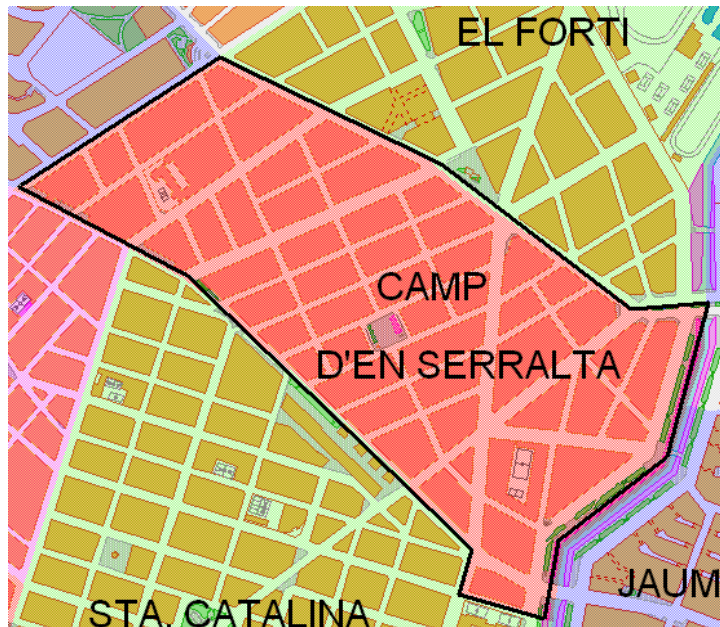 EL FORTI
CAMP
D'EN SERRALTA
STA. CATALINA
JAUM